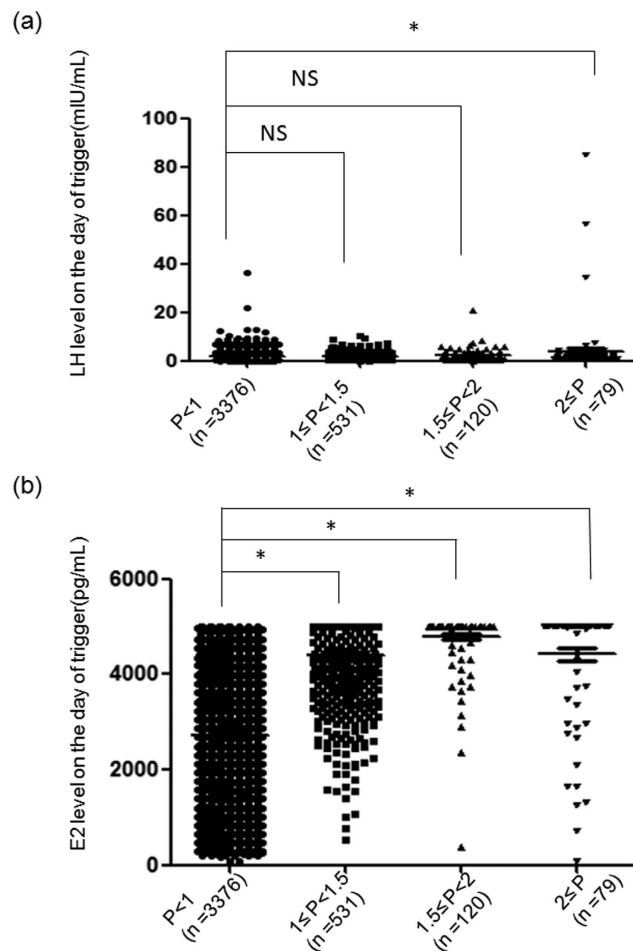 (a)
*
NS
NS
LH level on the day of trigger(mIU/mL)
100
80
60
40
20
0
P<1
(n =3376)
1≤ P<1.5
(n =531)
1.5≤ P<2
(n =120)
2≤ P
(n =79)
(b)
*
*
*
E2 level on the day of trigger(pg/mL)
6000
4000
2000
0
P<1
(n =3376)
1≤ P<1.5
(n =531)
1.5≤ P<2
(n =120)
2≤ P
(n =79)